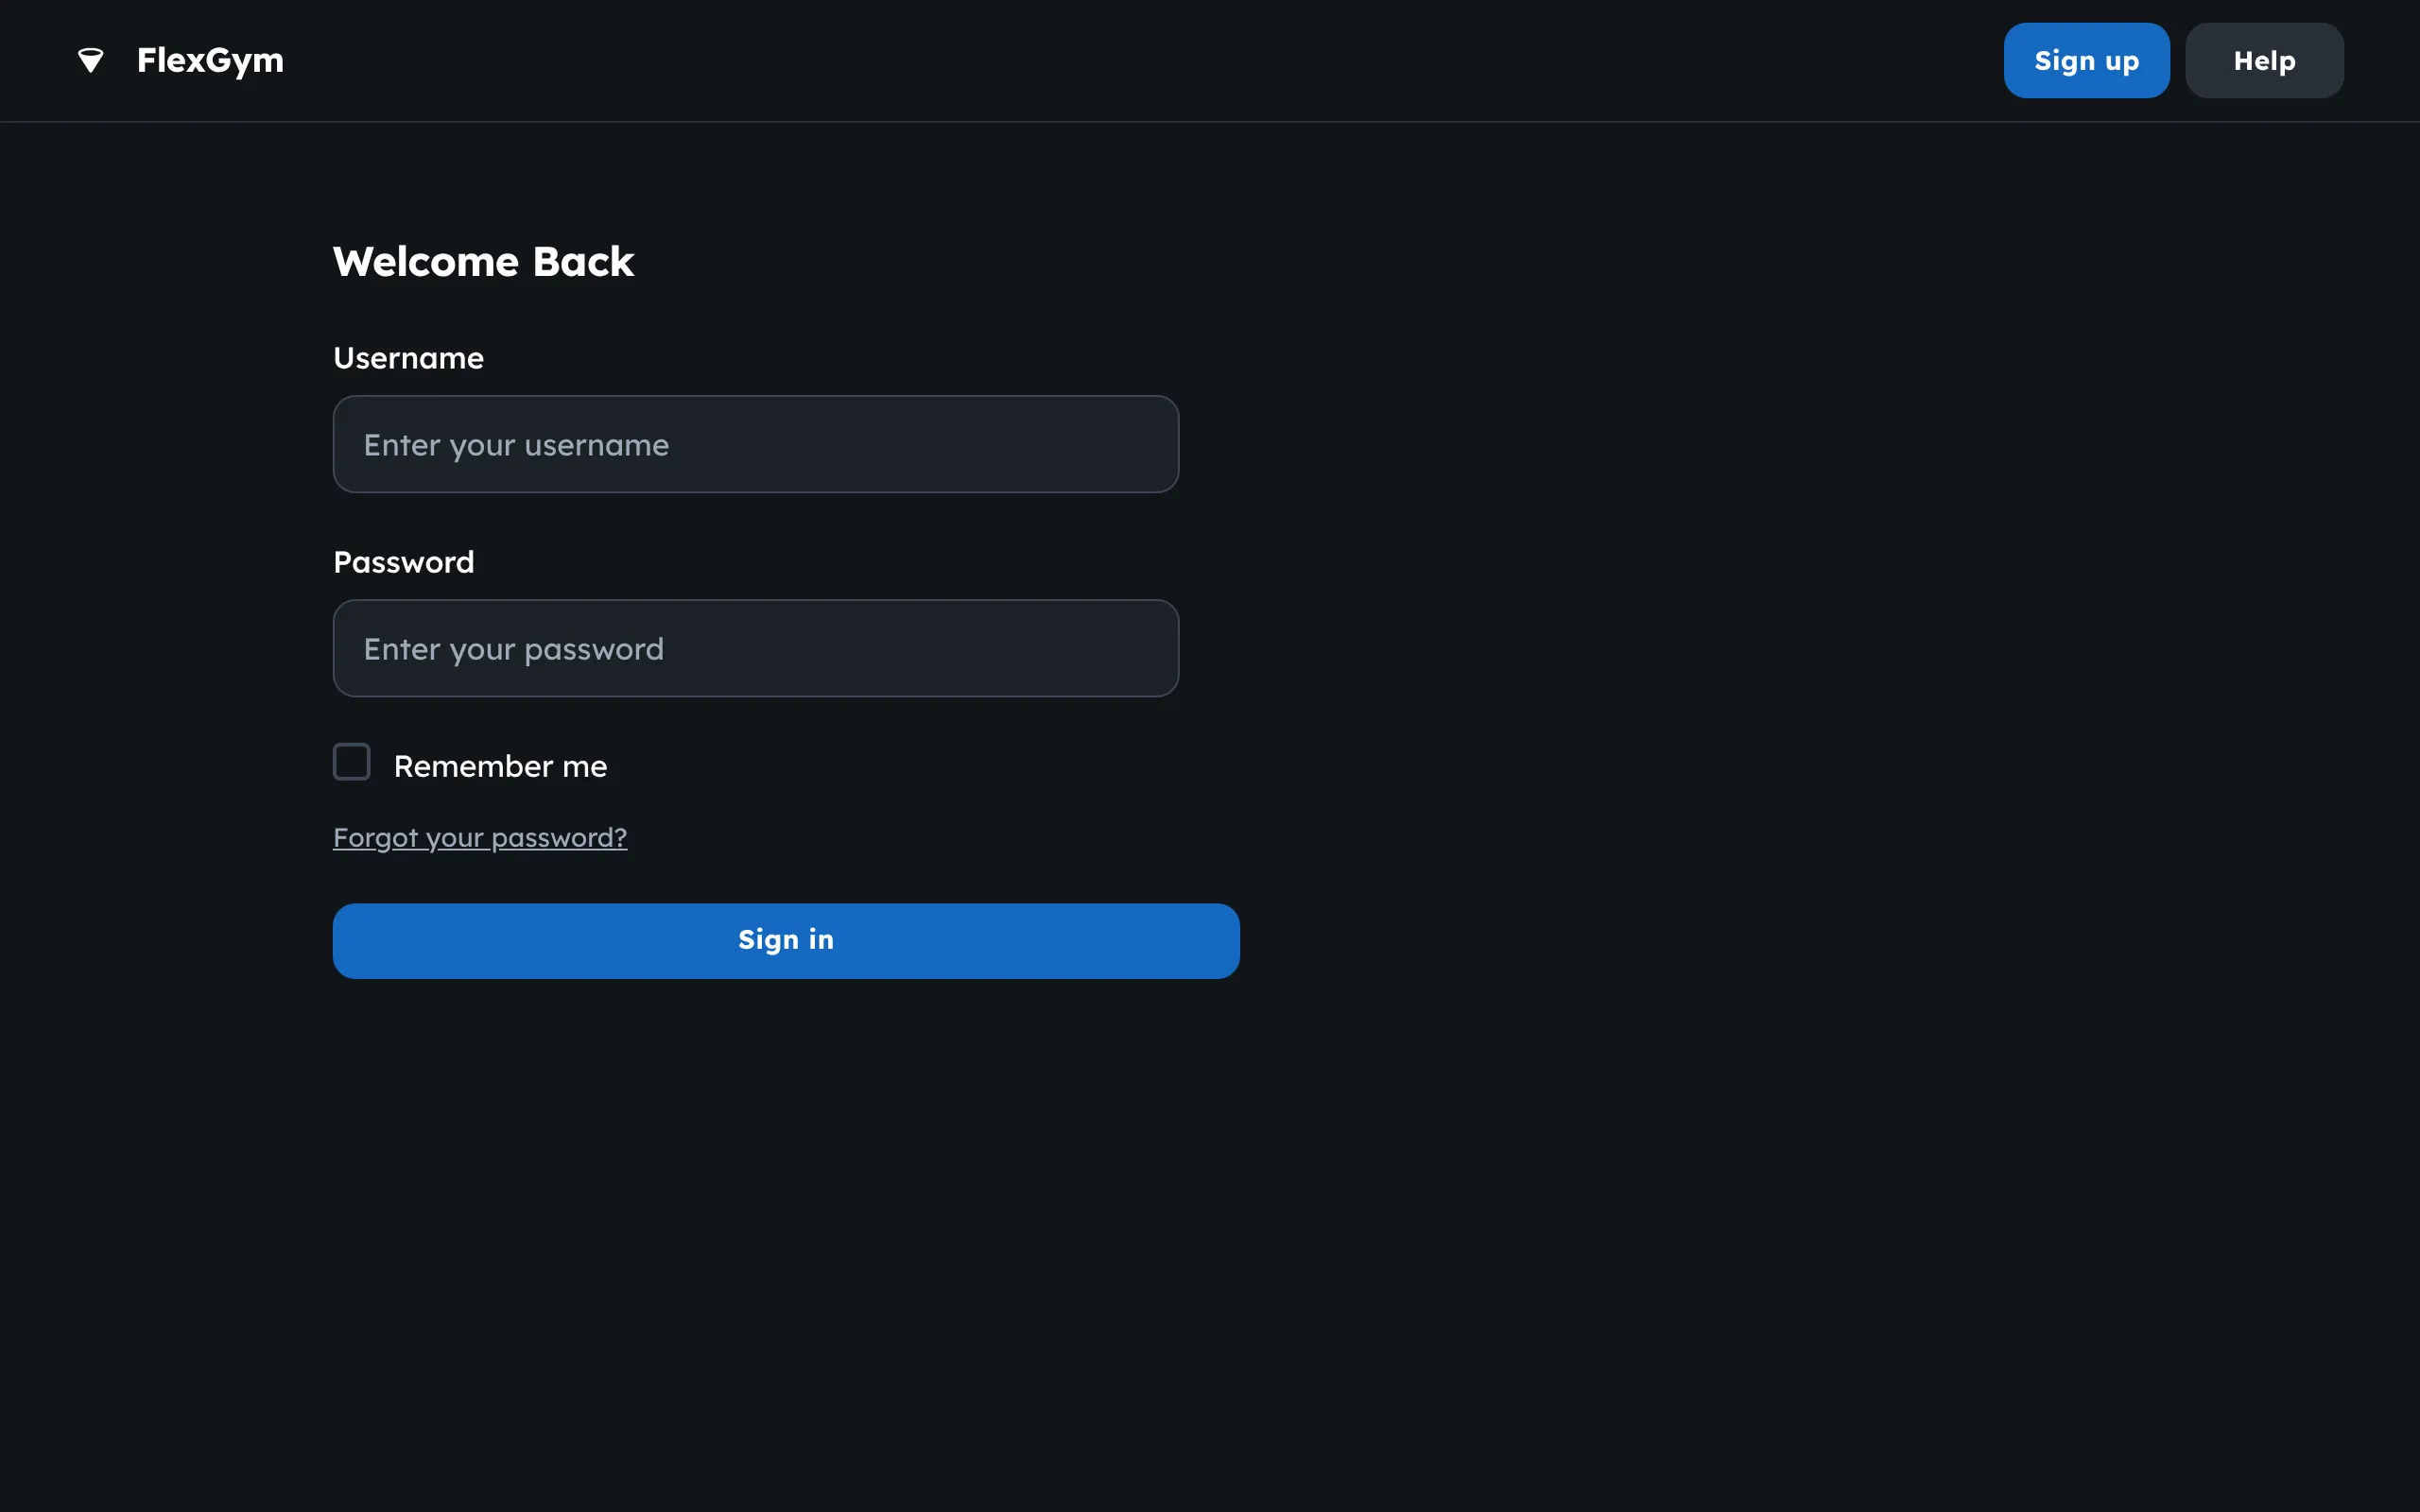 FlexGym
Sign up
Help
Welcome Back
Username
Enter your username
Password
Enter your password
Remember me
Forgot your password?
Sign in